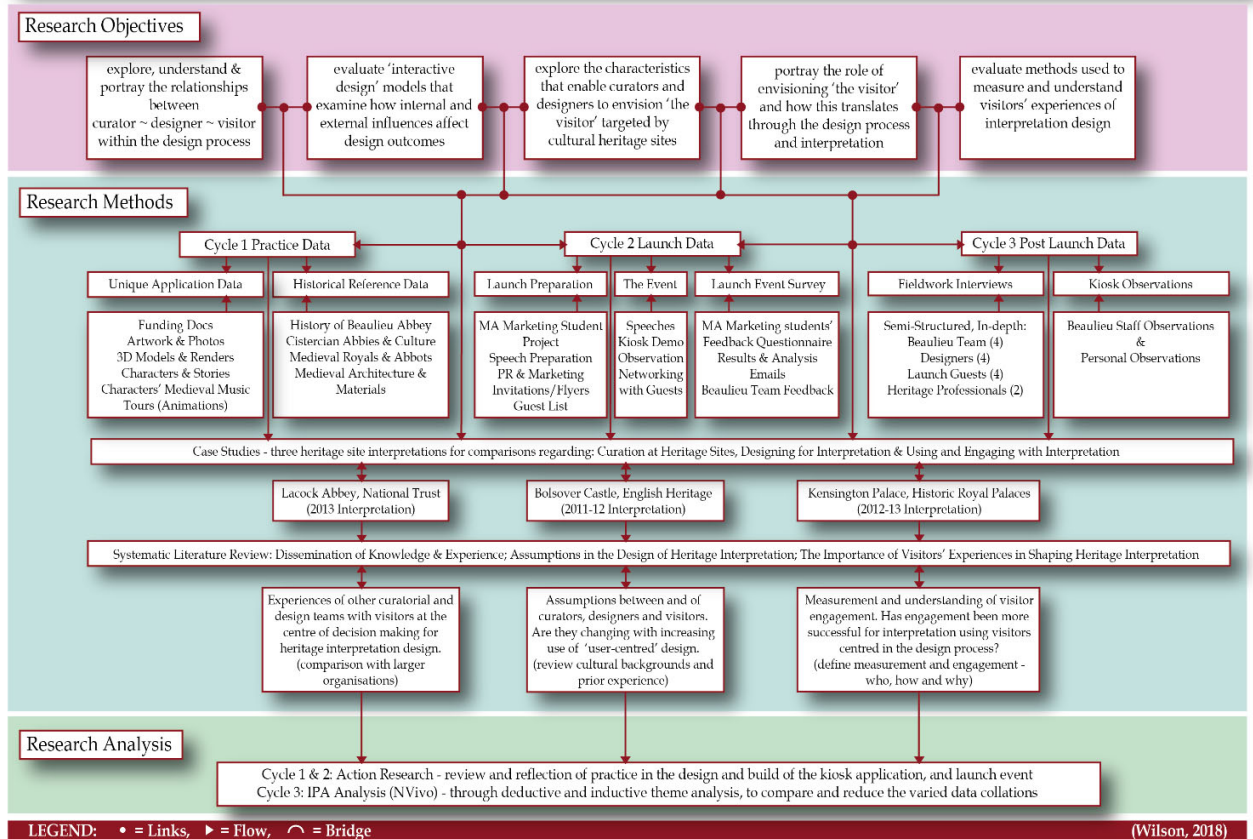 Research Objectives
explore, understand &
portray the relationships
between
curator ~ designer ~ visitor
within the design process
evaluate ‘interactive
design’ models that
examine how internal and
external influences affect
design outcomes
explore the characteristics
that enable curators and
designers to envision ‘the
visitor’ targeted by
cultural heritage sites
portray the role of
envisioning ‘the visitor’
and how this translates
through the design process
and interpretation
evaluate methods used to
measure and understand
visitors’ experiences of
interpretation design
Research Methods
Cycle 1 Practice Data
Cycle 2 Launch Data
Cycle 3 Post Launch Data
Unique Application Data
Historical Reference Data
Launch Preparation
The Event
Launch Event Survey
Fieldwork Interviews
Kiosk Observations
Funding Docs
Artwork & Photos
3D Models & Renders
Characters & Stories
Characters’ Medieval Music
Tours (Animations)
History of Beaulieu Abbey
Cistercian Abbies & Culture
Medieval Royals & Abbots
Medieval Architecture &
Materials
MA Marketing Student
Project
Speech Preparation
PR & Marketing
Invitations/Flyers
Guest List
Speeches
Kiosk Demo
Observation
Networking
with Guests
MA Marketing students’
Feedback Questionnaire
Results & Analysis
Emails
Beaulieu Team Feedback
Semi-Structured, In-depth:
Beaulieu Team (4)
Designers (4)
Launch Guests (4)
Heritage Professionals (2)
Beaulieu Staff Observations
&
Personal Observations
Case Studies - three heritage site interpretations for comparisons regarding: Curation at Heritage Sites, Designing for Interpretation & Using and Engaging with Interpretation
Lacock Abbey, National Trust
(2013 Interpretation)
Bolsover Castle, English Heritage
(2011-12 Interpretation)
Kensington Palace, Historic Royal Palaces
(2012-13 Interpretation)
Systematic Literature Review: Dissemination of Knowledge & Experience; Assumptions in the Design of Heritage Interpretation; The Importance of Visitors’ Experiences in Shaping Heritage Interpretation
Experiences of other curatorial and
design teams with visitors at the
centre of decision making for
heritage interpretation design.
(comparison with larger
organisations)
Assumptions between and of
curators, designers and visitors.
Are they changing with increasing
use of ‘user-centred’ design.
(review cultural backgrounds and
prior experience)
Measurement and understanding of visitor
engagement. Has engagement been more
successful for interpretation using visitors
centred in the design process?
(define measurement and engagement -
who, how and why)
Research Analysis
Cycle 1 & 2: Action Research - review and reflection of practice in the design and build of the kiosk application, and launch event
Cycle 3: IPA Analysis (NVivo) - through deductive and inductive theme analysis, to compare and reduce the varied data collations
LEGEND: • = Links, ▶ = Flow, ⌒ = Bridge (Wilson, 2018)